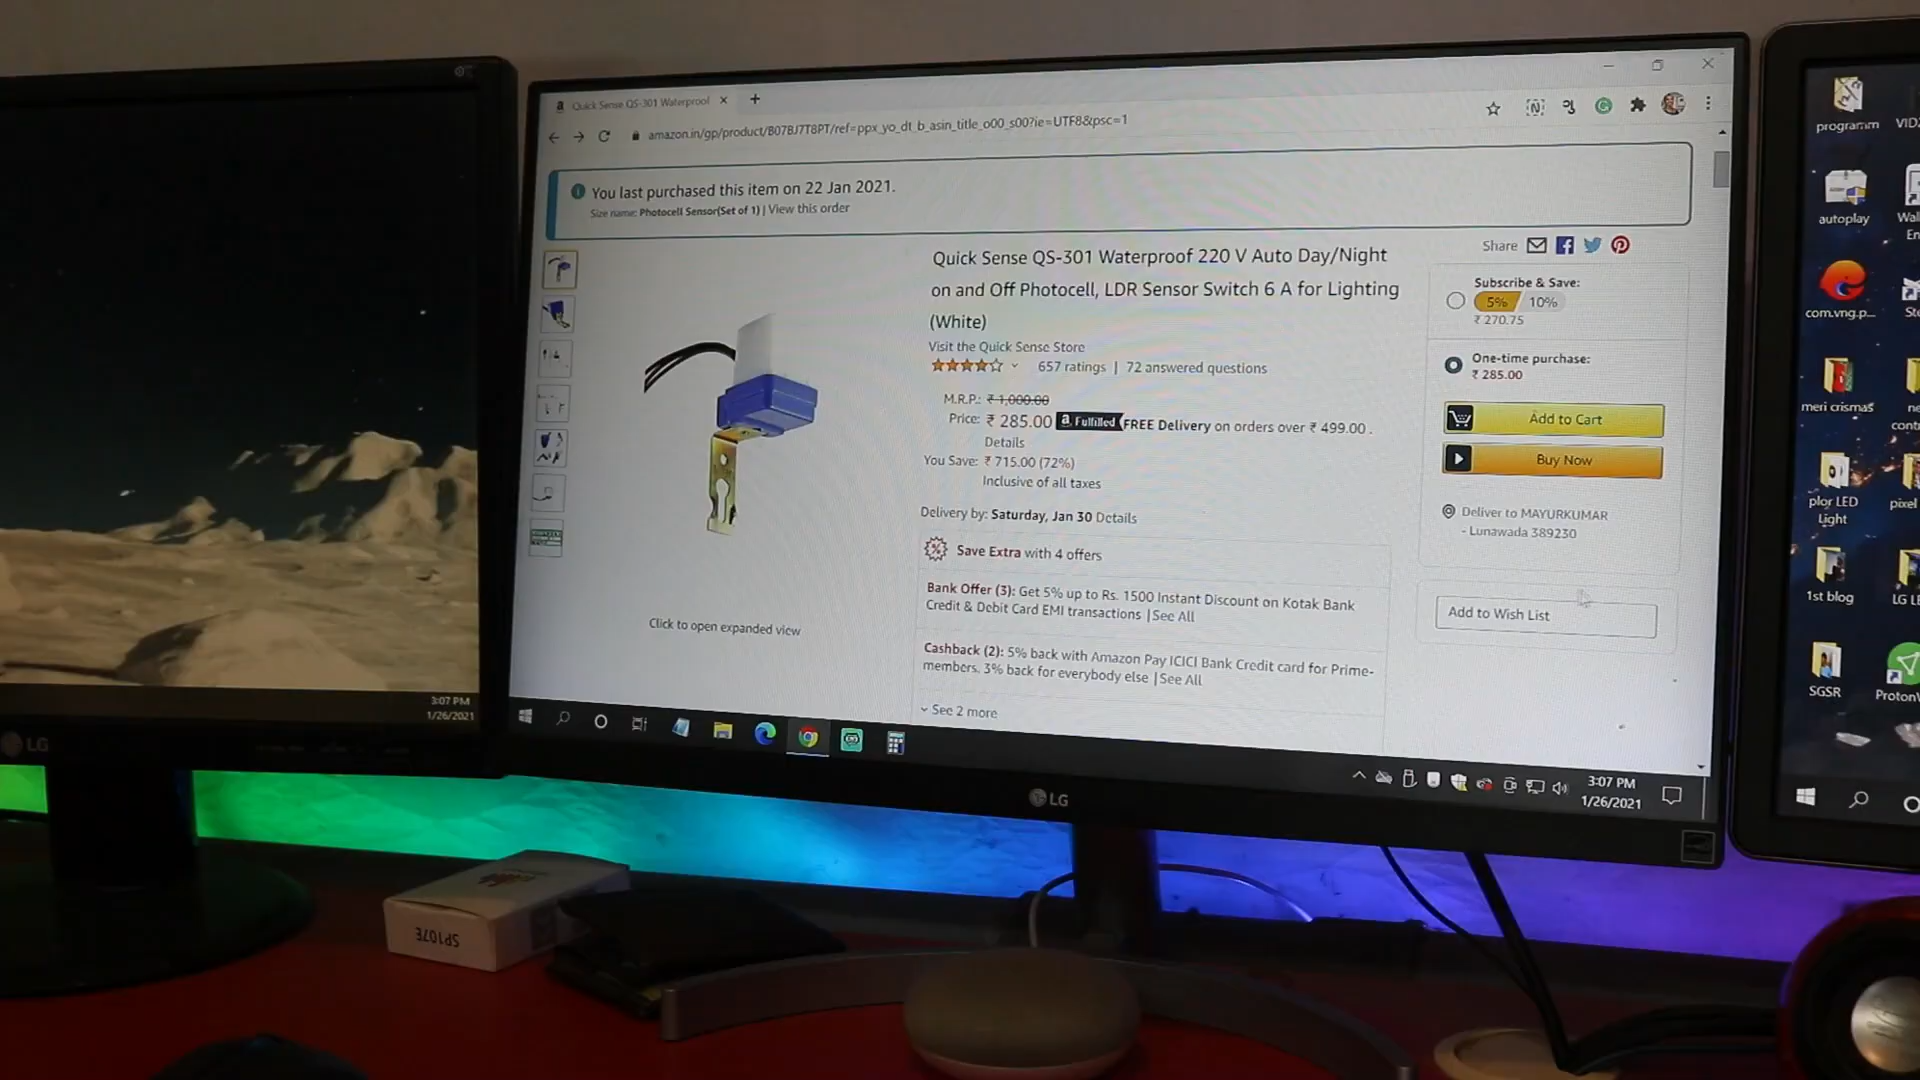 Quick Sense QS-301 Waterproof
amazon.in/gp/product/B07BJ7T8PT/ref=ppx_yo_dt_b_asin_title_o00_s00?ie=UTF8&psc=1
You last purchased this item on 22 Jan 2021.
Size name: Photocell Sensor(Set of 1) | View this order
Quick Sense QS-301 Waterproof 220 V Auto Day/Night
on and Off Photocell, LDR Sensor Switch 6 A for Lighting
(White)
Visit the Quick Sense Store
657 ratings | 72 answered questions
M.R.P.: ₹ 1,000.00
Price: ₹ 285.00 a Fulfilled FREE Delivery on orders over ₹ 499.00 .
Details
You Save: ₹ 715.00 (72%)
Inclusive of all taxes
Delivery by: Saturday, Jan 30 Details
Save Extra with 4 offers
Bank Offer (3): Get 5% up to Rs. 1500 Instant Discount on Kotak Bank
Credit & Debit Card EMI transactions |See All
Cashback (2): 5% back with Amazon Pay ICICI Bank Credit card for Prime-
members. 3% back for everybody else |See All
See 2 more
Click to open expanded view
Share
Subscribe & Save:
5% 10%
₹ 270.75
One-time purchase:
₹ 285.00
Add to Cart
Buy Now
Deliver to MAYURKUMAR
- Lunawada 389230
Add to Wish List
3:07 PM
1/26/2021
LG
3:07 PM
1/26/2021
LG
SP107E
programm
autoplay
com.vng.p...
meri crismas
plor LED
Light
pixel
1st blog
SGSR